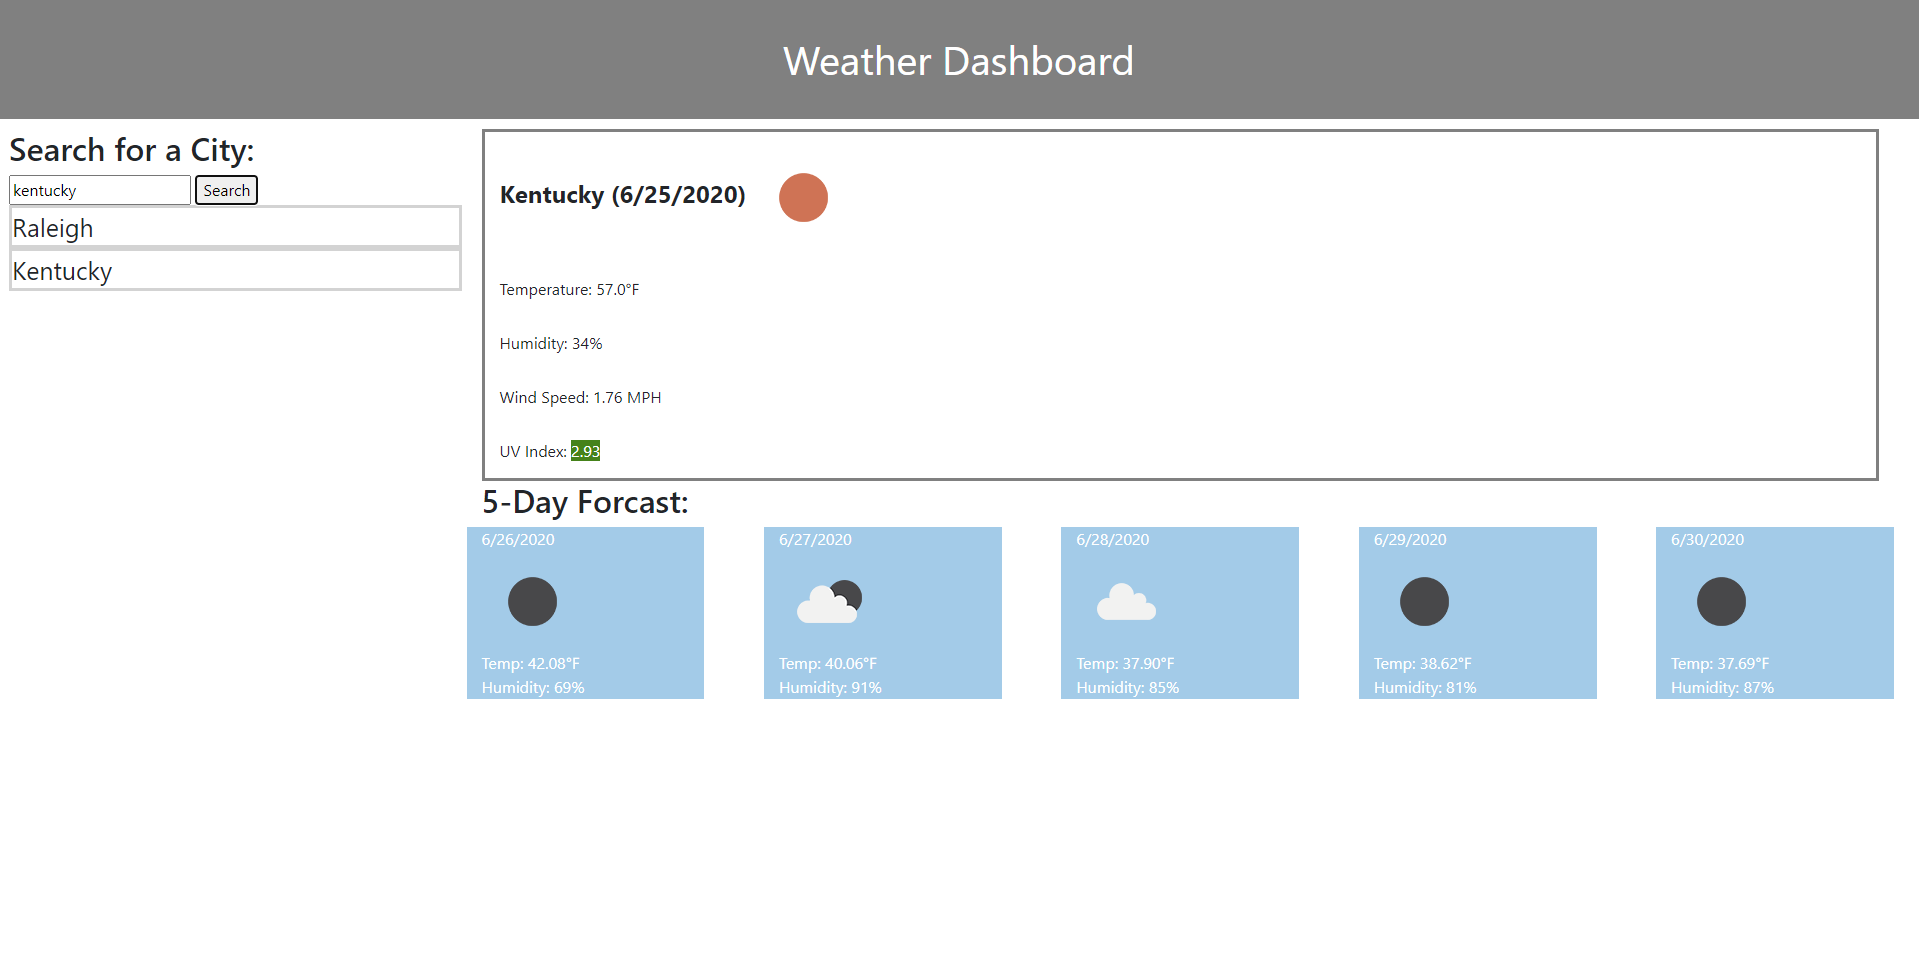 Weather Dashboard
Search for a City:
kentucky Search
Raleigh
Kentucky
Kentucky (6/25/2020)
Temperature: 57.0°F
Humidity: 34%
Wind Speed: 1.76 MPH
UV Index: 2.93
5-Day Forcast:
6/26/2020
Temp: 42.08°F
Humidity: 69%
6/27/2020
Temp: 40.06°F
Humidity: 91%
6/28/2020
Temp: 37.90°F
Humidity: 85%
6/29/2020
Temp: 38.62°F
Humidity: 81%
6/30/2020
Temp: 37.69°F
Humidity: 87%